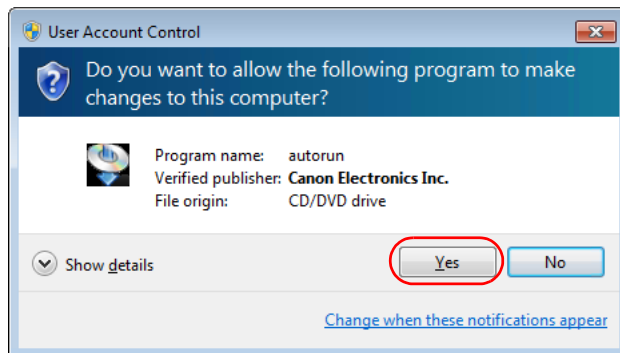 User Account Control
Do you want to allow the following program to make
changes to this computer?
Program name: autorun
Verified publisher: Canon Electronics Inc.
File origin: CD/DVD drive
Show details
Yes No
Change when these notifications appear